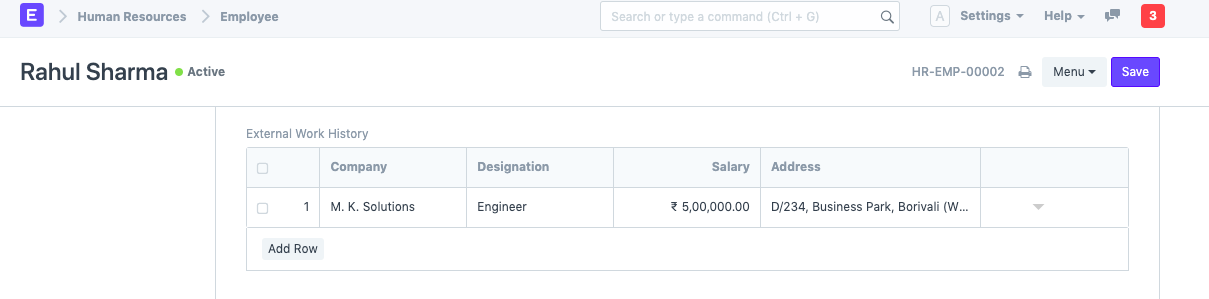 E Human Resources Employee Search or type a command (Ctrl + G) A Settings Help 3
Rahul Sharma Active HR-EMP-00002 Menu Save
External Work History
Company Designation Salary Address
1 M. K. Solutions Engineer ₹ 5,00,000.00 D/234, Business Park, Borivali (W...
Add Row